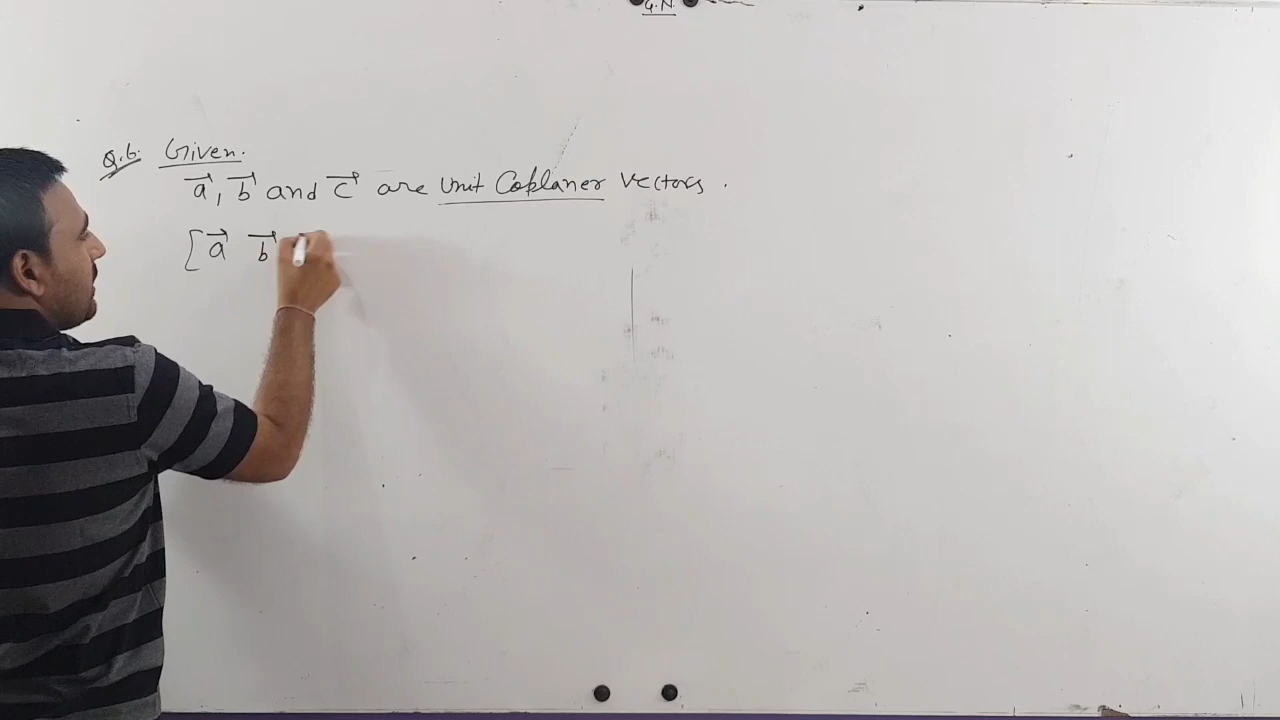 G.N.
Q.6. Given.
a⃗, b⃗ and c⃗ are Unit Coplaner vectors.
[a⃗ b⃗